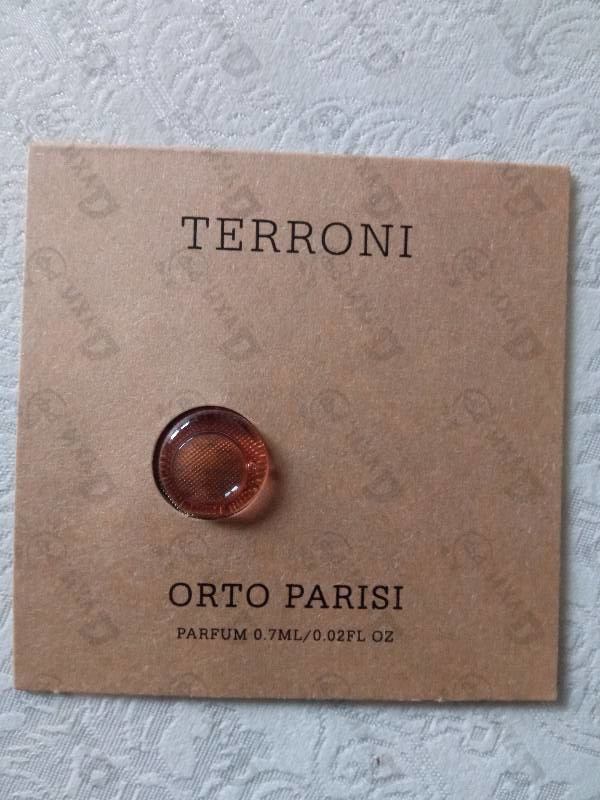 TERRONI
ORTO PARISI
PARFUM 0.7ML/0.02FL OZ